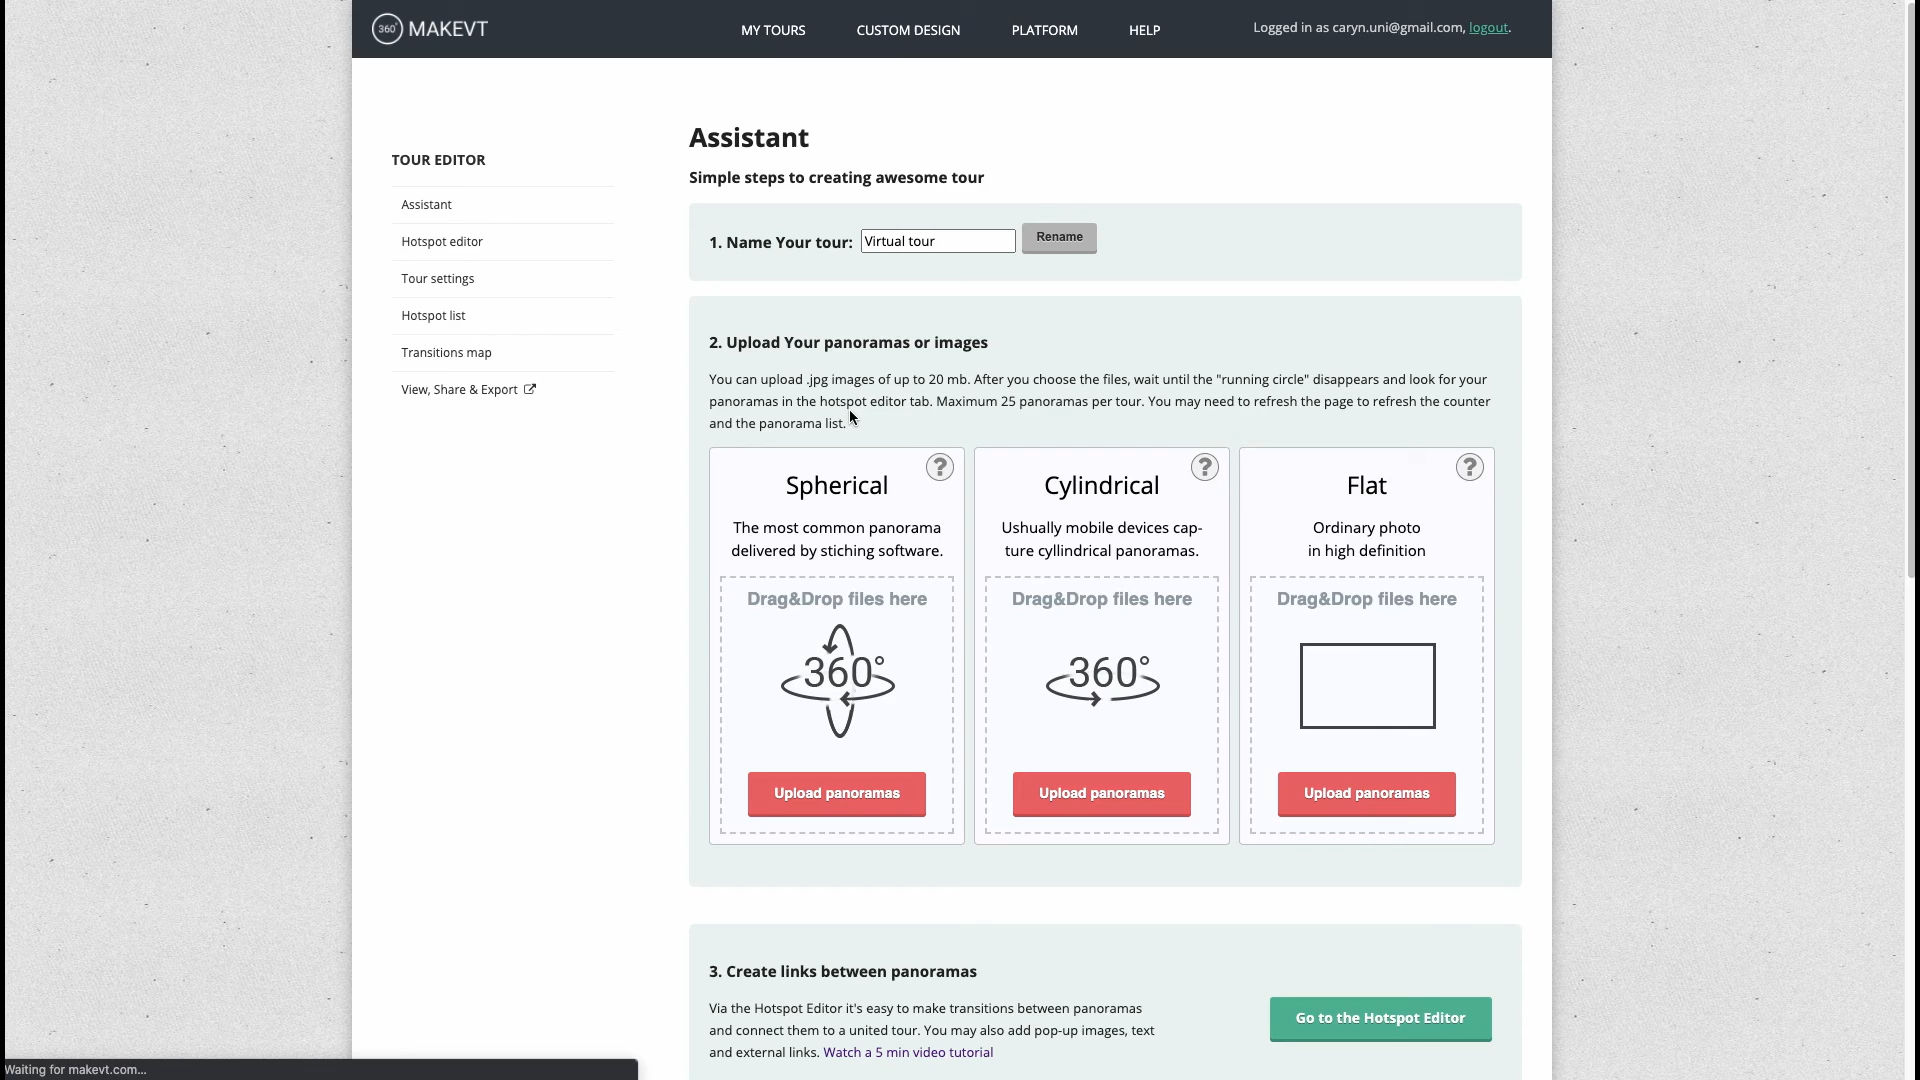 360° MAKEVT
MY TOURS
CUSTOM DESIGN
PLATFORM
HELP
Logged in as caryn.uni@gmail.com, logout.
TOUR EDITOR
Assistant
Hotspot editor
Tour settings
Hotspot list
Transitions map
View, Share & Export
Assistant
Simple steps to creating awesome tour
1. Name Your tour: Virtual tour Rename
2. Upload Your panoramas or images
You can upload .jpg images of up to 20 mb. After you choose the files, wait until the "running circle" disappears and look for your
panoramas in the hotspot editor tab. Maximum 25 panoramas per tour. You may need to refresh the page to refresh the counter
and the panorama list.
?
Spherical
The most common panorama
delivered by stiching software.
Drag&Drop files here
360°
Upload panoramas
?
Cylindrical
Ushually mobile devices cap-
ture cyllindrical panoramas.
Drag&Drop files here
360°
Upload panoramas
?
Flat
Ordinary photo
in high definition
Drag&Drop files here
Upload panoramas
3. Create links between panoramas
Via the Hotspot Editor it's easy to make transitions between panoramas
and connect them to a united tour. You may also add pop-up images, text
and external links. Watch a 5 min video tutorial
Go to the Hotspot Editor
Waiting for makevt.com...